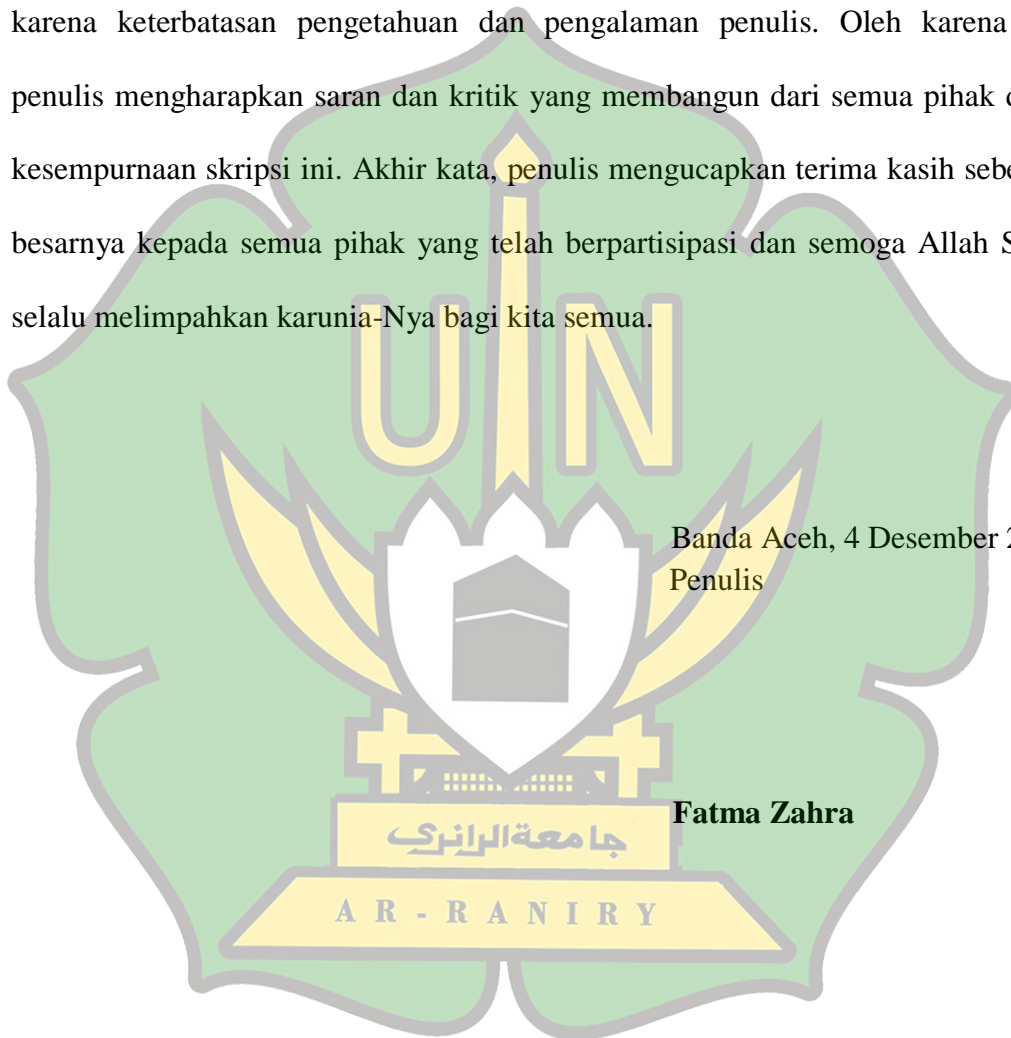 karena keterbatasan pengetahuan dan pengalaman penulis. Oleh karena
penulis mengharapkan saran dan kritik yang membangun dari semua pihak
kesempurnaan skripsi ini. Akhir kata, penulis mengucapkan terima kasih
besarnya kepada semua pihak yang telah berpartisipasi dan semoga Allah
selalu melimpahkan karunia-Nya bagi kita semua.
UIN
Banda Aceh, 4 Desember
Penulis
Fatma Zahra
جامعة الرانري
AR-RANIRY